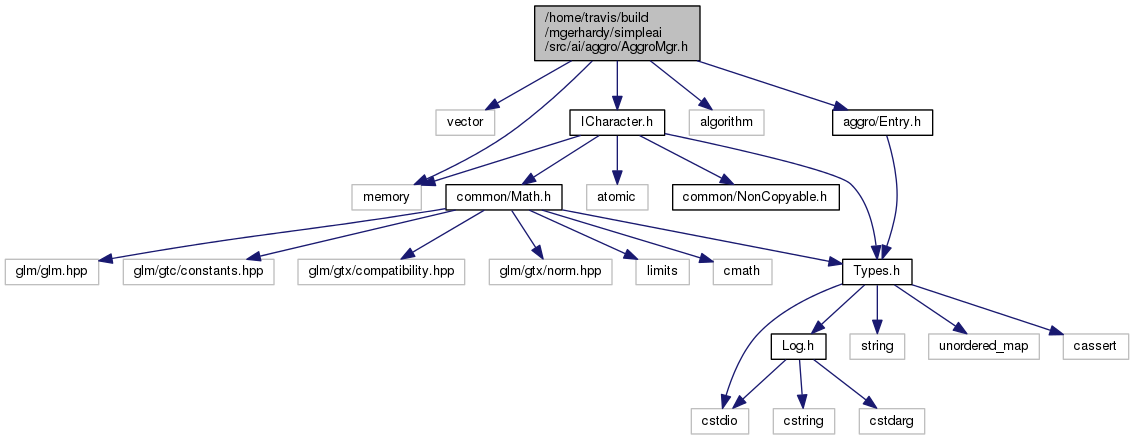 /home/travis/build
/mgerhardy/simpleai
/src/ai/aggro/AggroMgr.h
vector
ICharacter.h
algorithm
aggro/Entry.h
memory
common/Math.h
atomic
common/NonCopyable.h
glm/glm.hpp
glm/gtc/constants.hpp
glm/gtx/compatibility.hpp
glm/gtx/norm.hpp
limits
cmath
Types.h
Log.h
string
unordered_map
cassert
cstdio
cstring
cstdarg